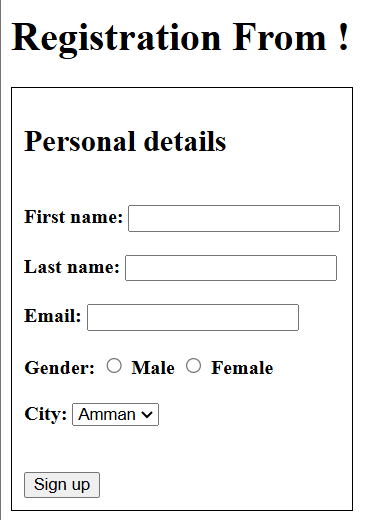 Registration From !
Personal details
First name:
Last name:
Email:
Gender: Male Female
City: Amman
Sign up